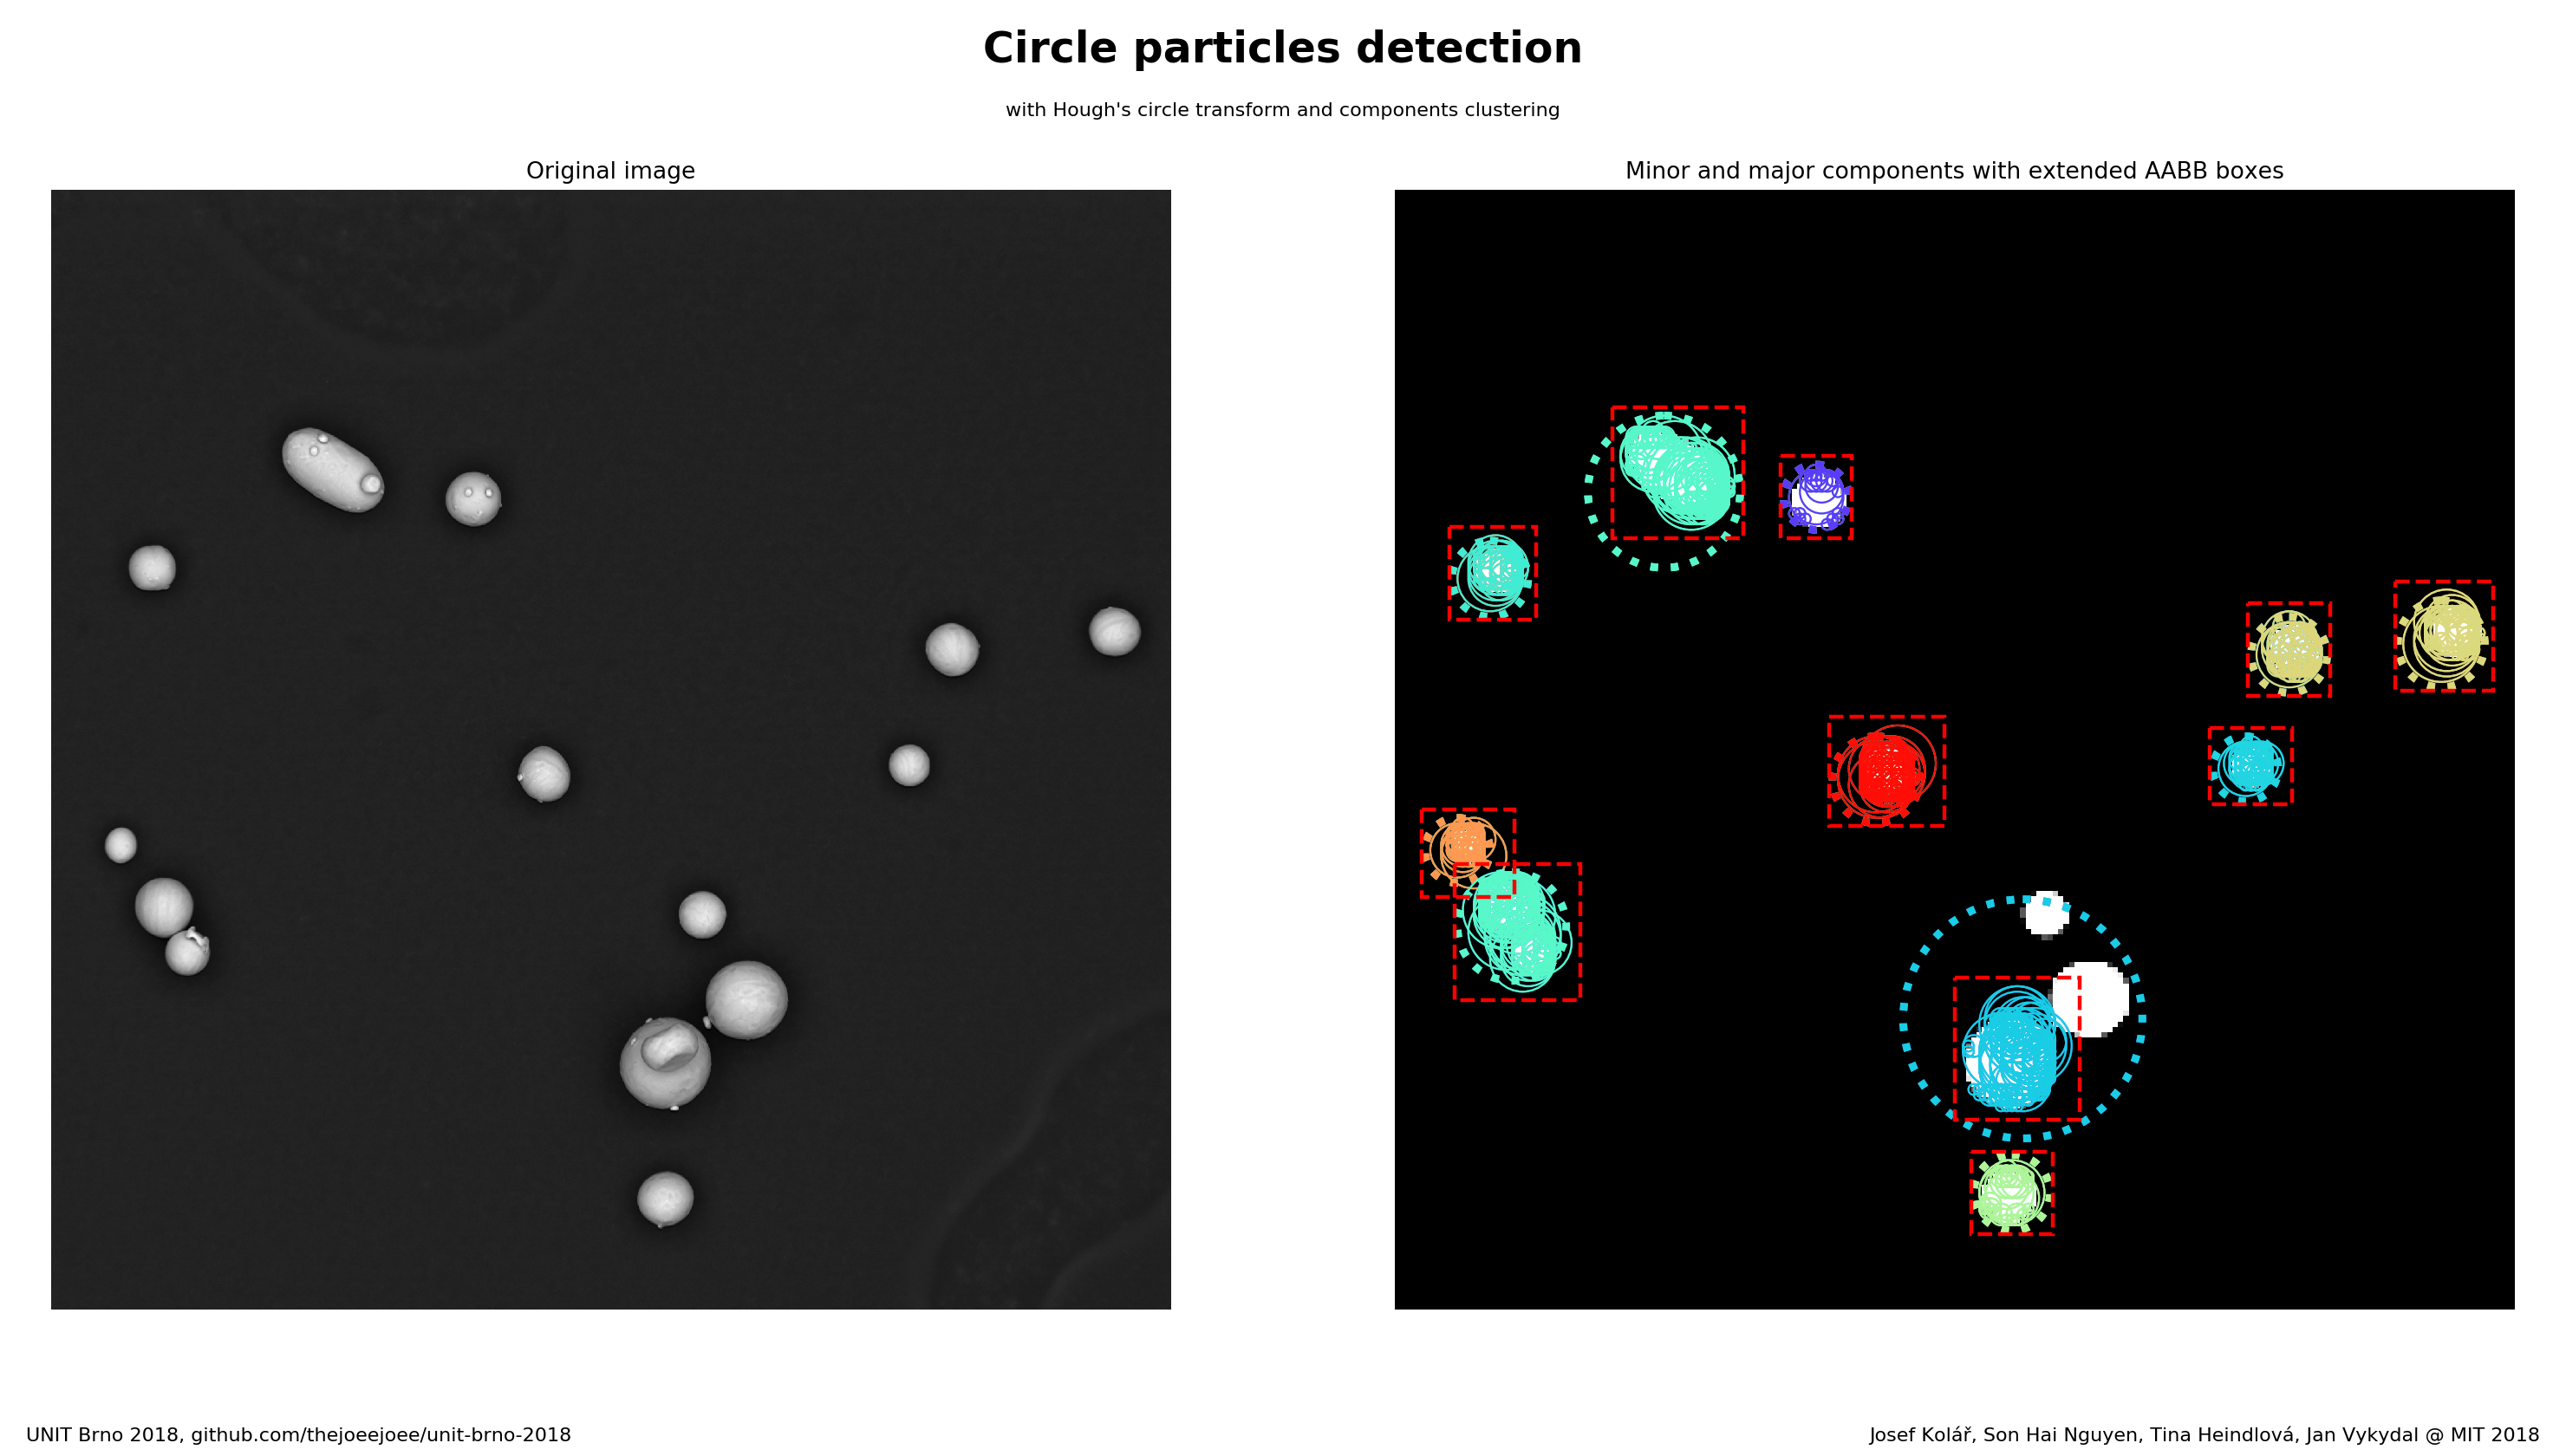 Circle particles detection
with Hough's circle transform and components clustering
Original image
Minor and major components with extended AABB boxes
UNIT Brno 2018, github.com/thejoeejoee/unit-brno-2018
Josef Kolář, Son Hai Nguyen, Tina Heindlová, Jan Vykydal @ MIT 2018